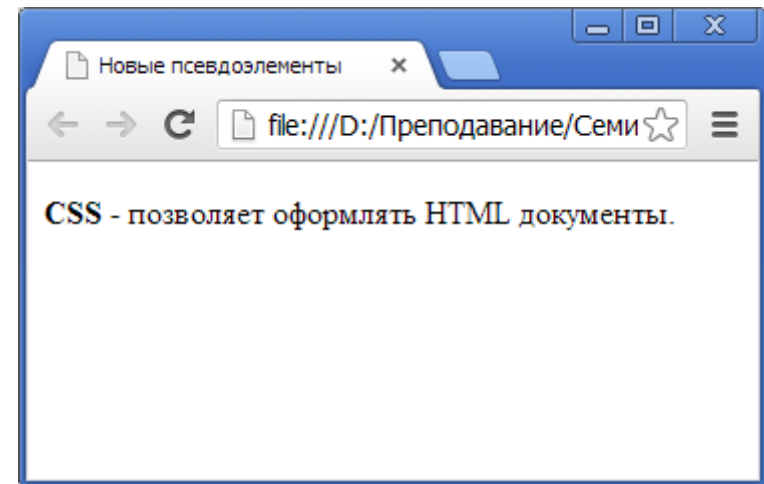 Новые псевдоэлементы
file:///D:/Преподавание/Семи
CSS - позволяет оформлять HTML документы.